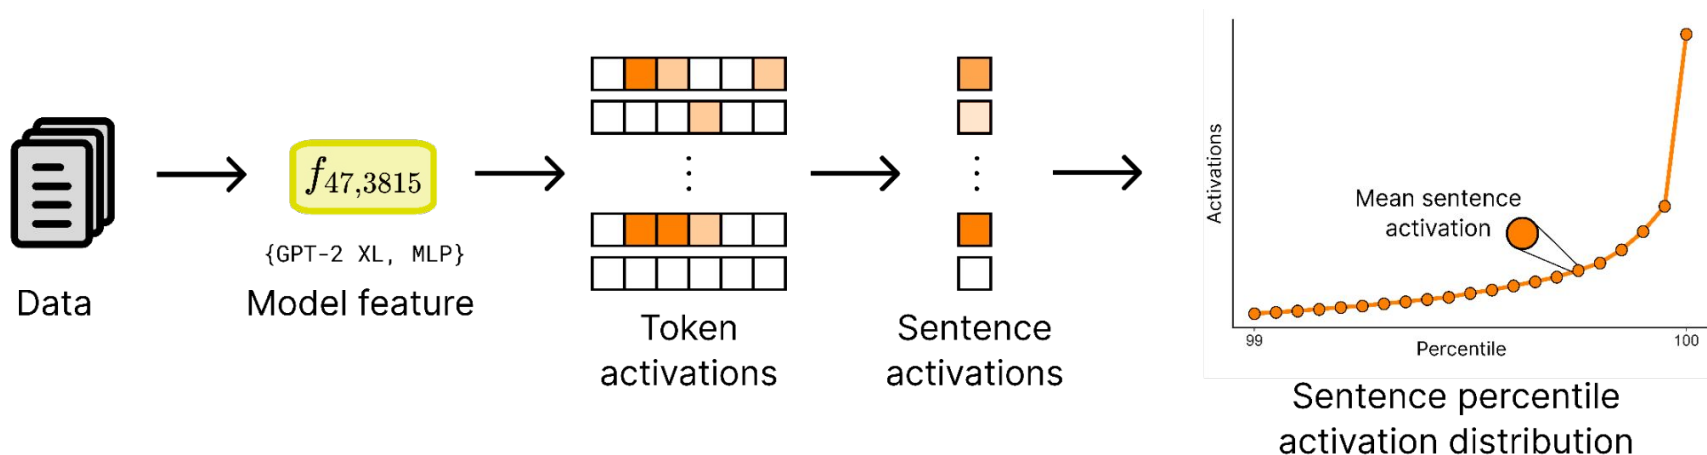 Data
f47,3815
{GPT-2 XL, MLP}
Model feature
⋮
Token
activations
⋮
Sentence
activations
Activations
Mean sentence
activation
99
100
Percentile
Sentence percentile
activation distribution